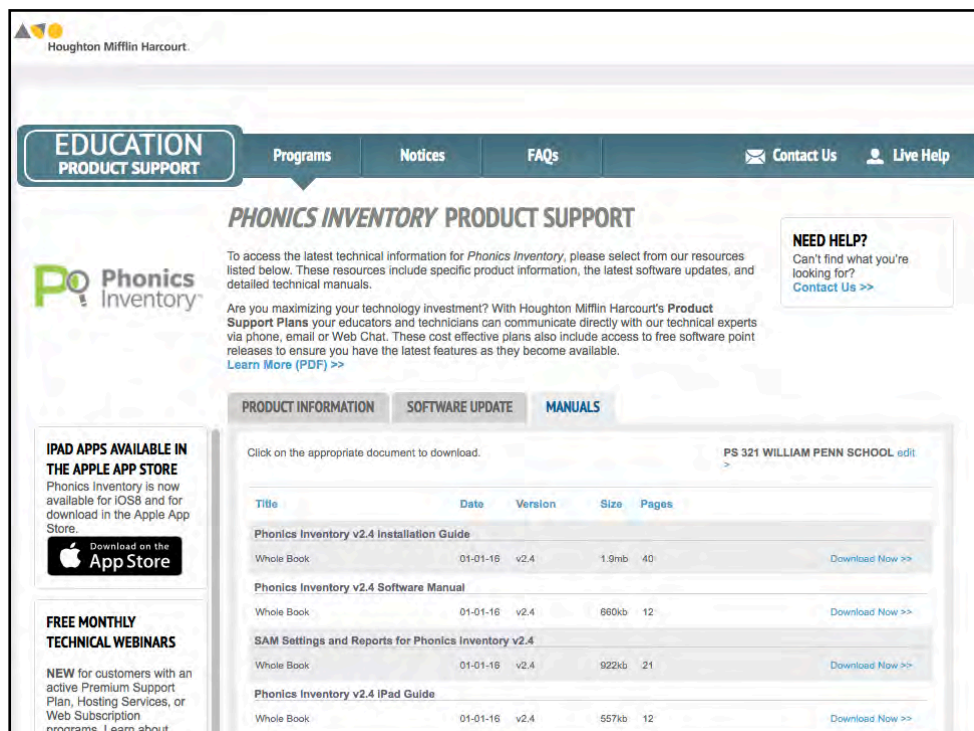 Houghton Mifflin Harcourt
EDUCATION
PRODUCT SUPPORT
Programs
Notices
FAQs
Contact Us
Live Help
PHONICS INVENTORY PRODUCT SUPPORT
To access the latest technical information for Phonics Inventory, please select from our resources
listed below. These resources include specific product information, the latest software updates, and
detailed technical manuals.
Are you maximizing your technology investment? With Houghton Mifflin Harcourt's Product
Support Plans your educators and technicians can communicate directly with our technical experts
via phone, email or Web Chat. These cost effective plans also include access to free software point
releases to ensure you have the latest features as they become available.
Learn More (PDF) >>
NEED HELP?
Can't find what you're
looking for?
Contact Us >>
Phonics
Inventory
PRODUCT INFORMATION
SOFTWARE UPDATE
MANUALS
IPAD APPS AVAILABLE IN
THE APPLE APP STORE
Phonics Inventory is now
available for iOS8 and for
download in the Apple App
Store.
Download on the
App Store
FREE MONTHLY
TECHNICAL WEBINARS
NEW for customers with an
active Premium Support
Plan, Hosting Services, or
Web Subscription
programs. Learn about
Click on the appropriate document to download.
PS 321 WILLIAM PENN SCHOOL edit
>
Title Date Version Size Pages
Phonics Inventory v2.4 Installation Guide
Whole Book 01-01-16 v2.4 1.9mb 40 Download Now >>
Phonics Inventory v2.4 Software Manual
Whole Book 01-01-16 v2.4 660kb 12 Download Now >>
SAM Settings and Reports for Phonics Inventory v2.4
Whole Book 01-01-16 v2.4 922kb 21 Download Now >>
Phonics Inventory v2.4 iPad Guide
Whole Book 01-01-16 v2.4 557kb 12 Download Now >>